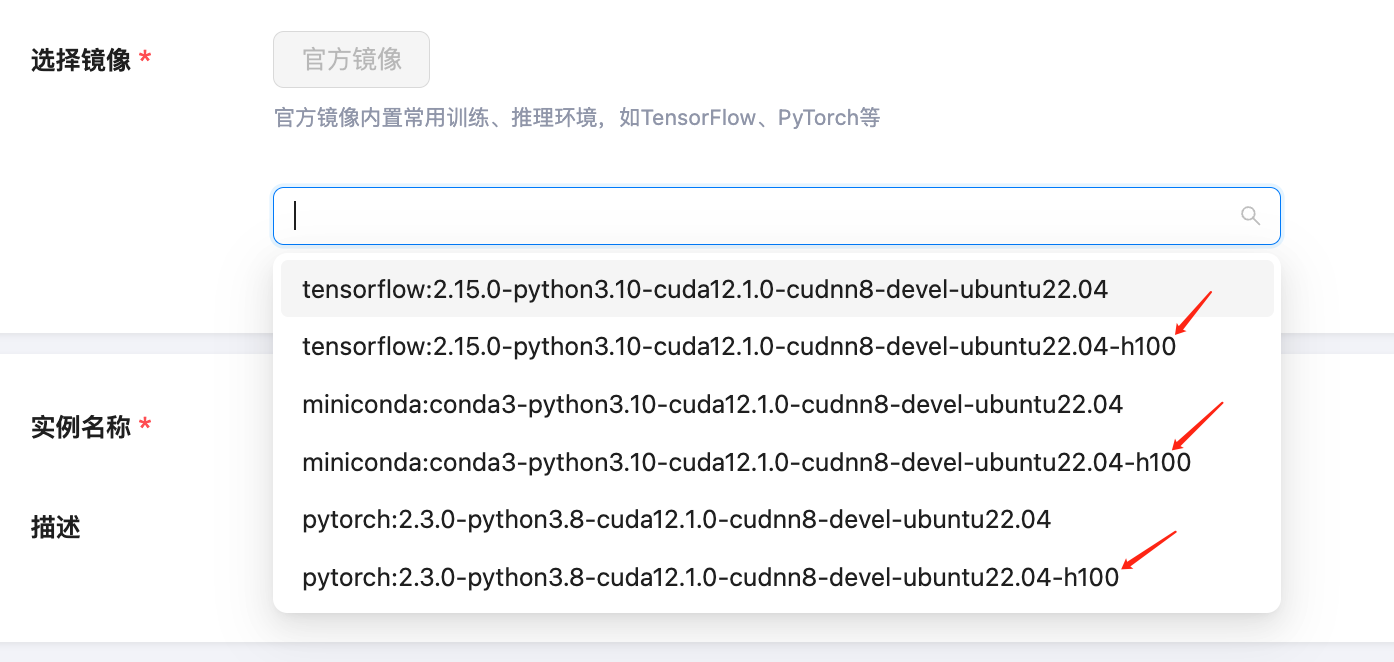 选择镜像 *
官方镜像
官方镜像内置常用训练、推理环境，如TensorFlow、PyTorch等
tensorflow:2.15.0-python3.10-cuda12.1.0-cudnn8-devel-ubuntu22.04
tensorflow:2.15.0-python3.10-cuda12.1.0-cudnn8-devel-ubuntu22.04-h100
miniconda:conda3-python3.10-cuda12.1.0-cudnn8-devel-ubuntu22.04
实例名称 *
miniconda:conda3-python3.10-cuda12.1.0-cudnn8-devel-ubuntu22.04-h100
pytorch:2.3.0-python3.8-cuda12.1.0-cudnn8-devel-ubuntu22.04
描述
pytorch:2.3.0-python3.8-cuda12.1.0-cudnn8-devel-ubuntu22.04-h100